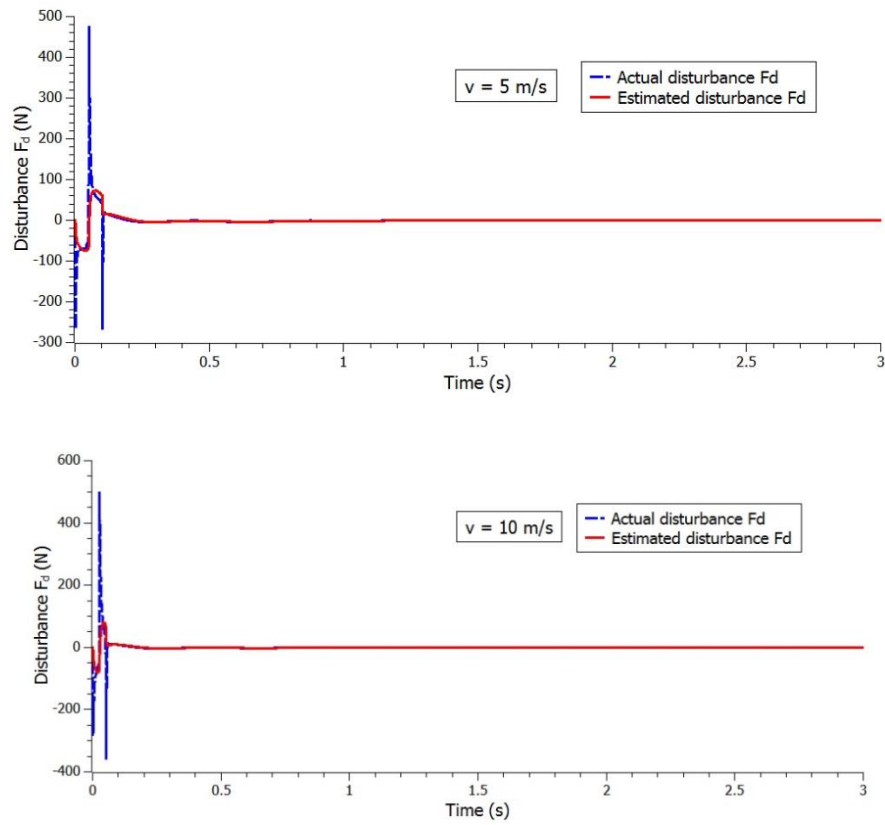 500
400
300
200
100
0
-100
-200
-300
Disturbance Fd (N)
v = 5 m/s
Actual disturbance Fd
Estimated disturbance Fd
0 0.5 1 1.5 2 2.5 3
Time (s)
600
400
200
0
-200
-400
Disturbance Fd (N)
v = 10 m/s
Actual disturbance Fd
Estimated disturbance Fd
0 0.5 1 1.5 2 2.5 3
Time (s)